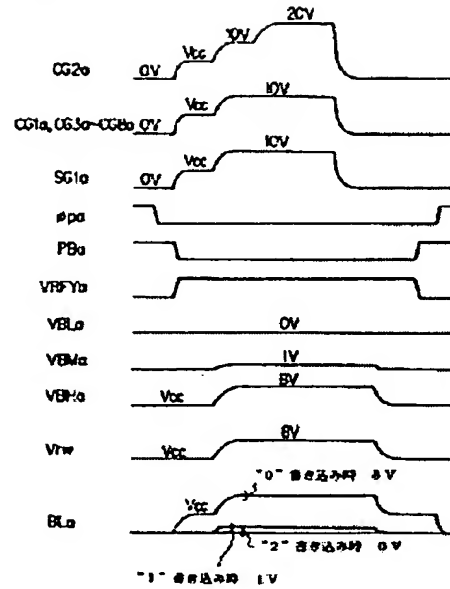 20V
10V
Vcc
CG2a
0V
10V
Vcc
CG1a, CG3a~CG8a 0V
10V
Vcc
SG1a
0V
φpa
PBa
VRFYa
VBLa
0V
VBMa
1V
VBHa
Vcc
8V
Vrw
Vcc
8V
"0" 書き込み時 8V
Vcc
BLa
"2" 書き込み時 0V
"1" 書き込み時 1V